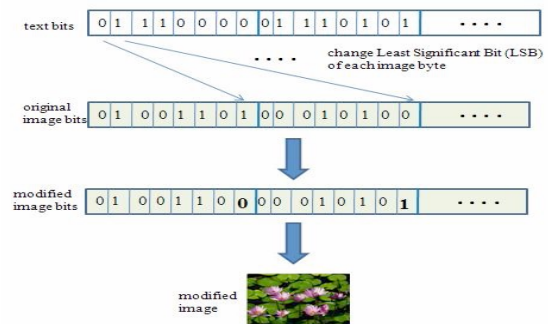 text bits 0 1 1 1 0 0 0 0 0 1 1 1 0 1 0 1 ....
.... change Least Significant Bit (LSB)
of each image byte
original
image bits 0 1 0 0 1 1 0 1 0 0 0 1 0 1 0 0 ....
modified
image bits 0 1 0 0 1 1 0 0 0 0 0 1 0 1 0 1 ....
modified
image